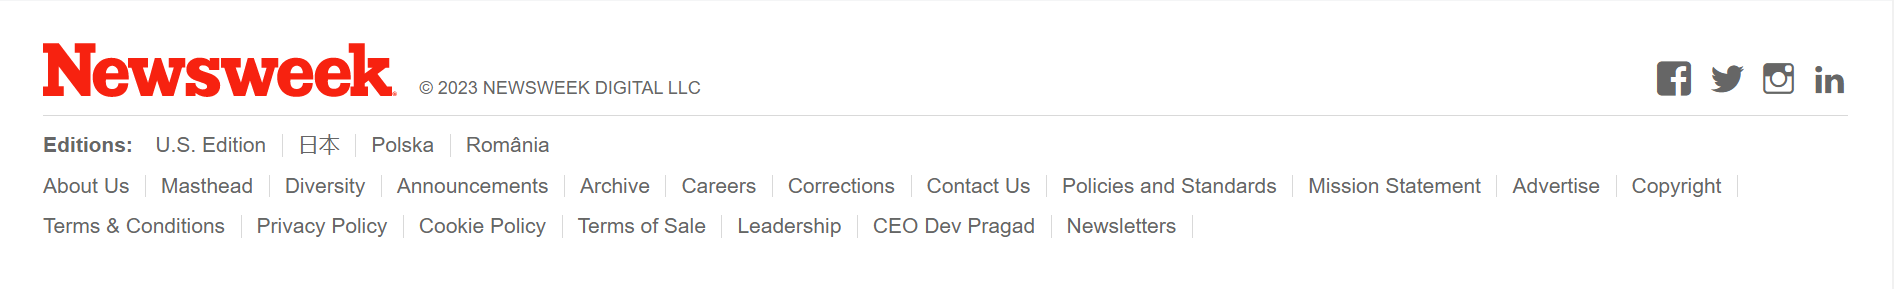 Newsweek © 2023 NEWSWEEK DIGITAL LLC
Editions: U.S. Edition 日本 Polska România
About Us Masthead Diversity Announcements Archive Careers Corrections Contact Us Policies and Standards Mission Statement Advertise Copyright
Terms & Conditions Privacy Policy Cookie Policy Terms of Sale Leadership CEO Dev Pragad Newsletters